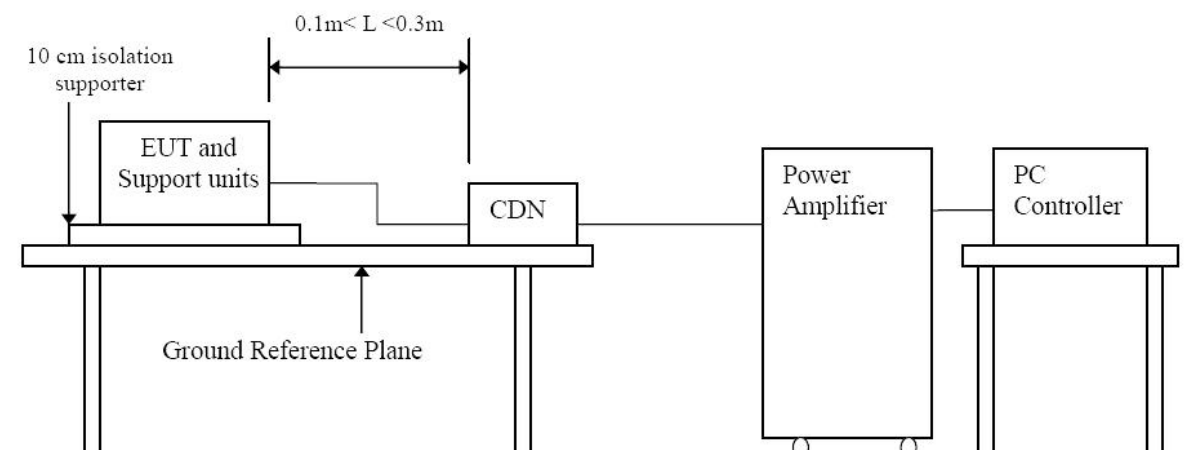 0.1m< L <0.3m
10 cm isolation
supporter
EUT and
Support units
CDN
Power
Amplifier
PC
Controller
Ground Reference Plane